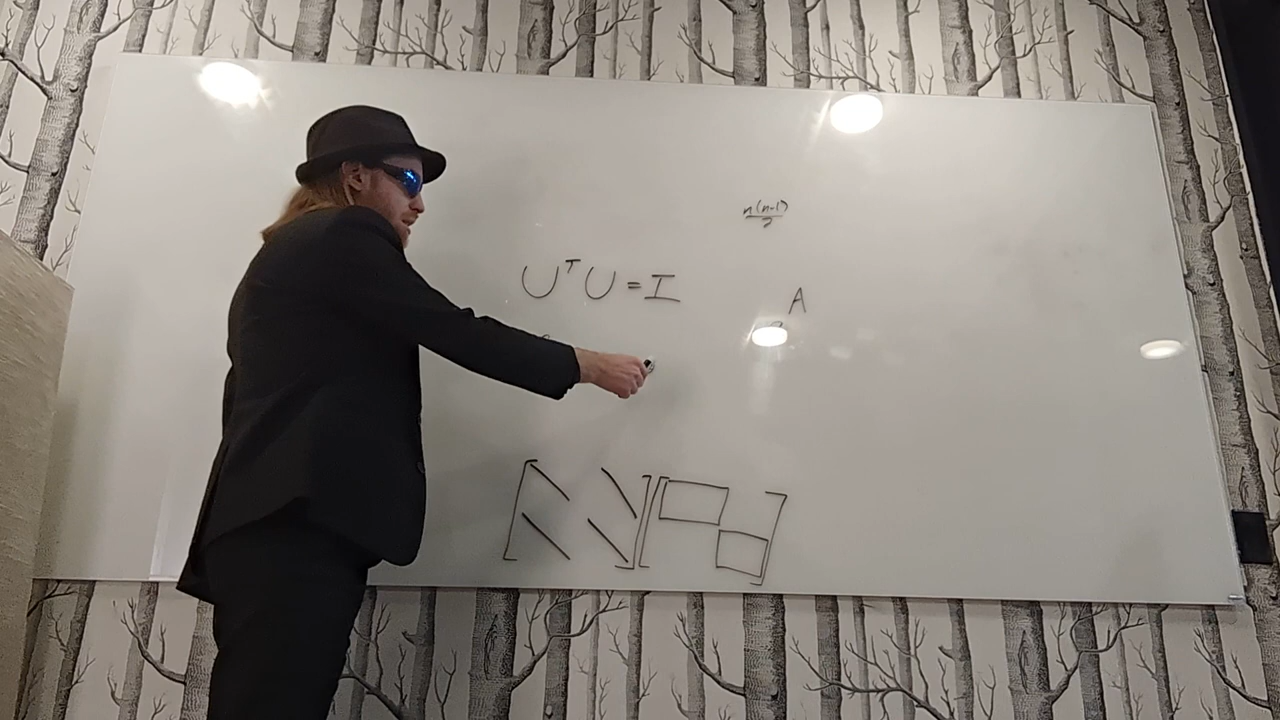 n(n-1)/2
UᵀU = I
A